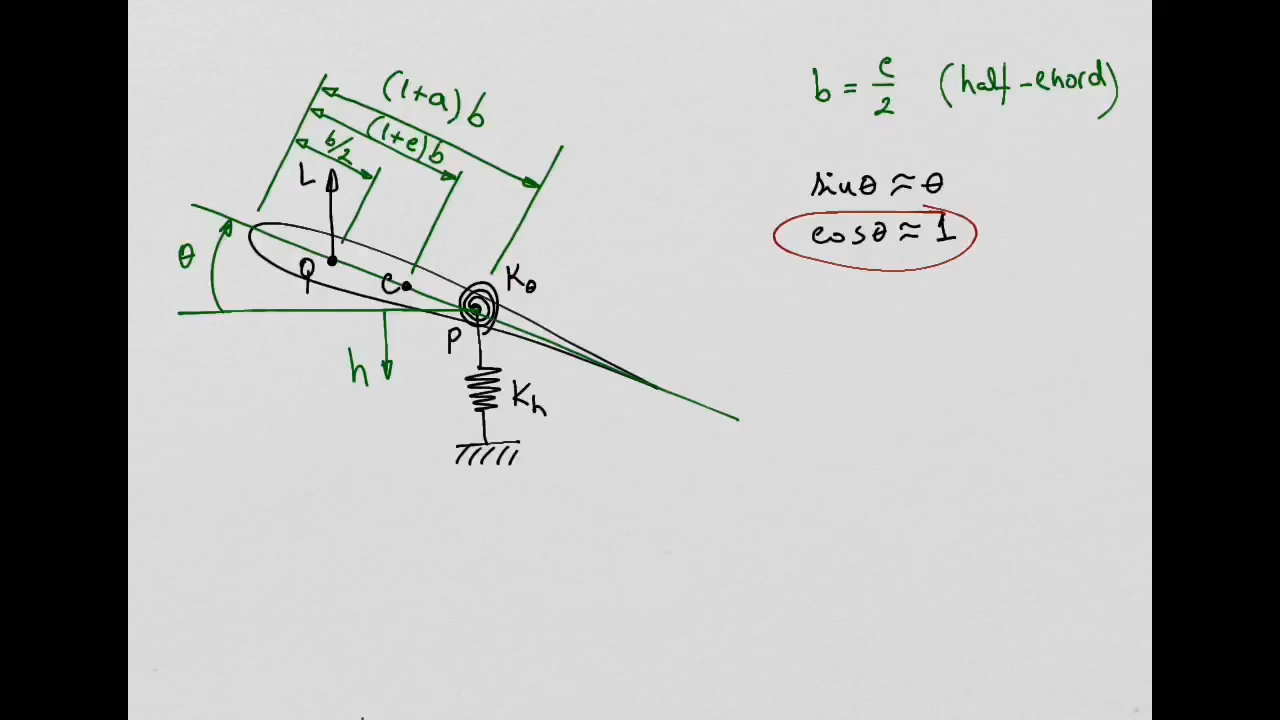 (1+a)b
(1+e)b
b/2
L
θ
Q
C
Kθ
P
h
Kh
b = c/2 (half-chord)
sinθ ≈ θ
cosθ ≈ 1